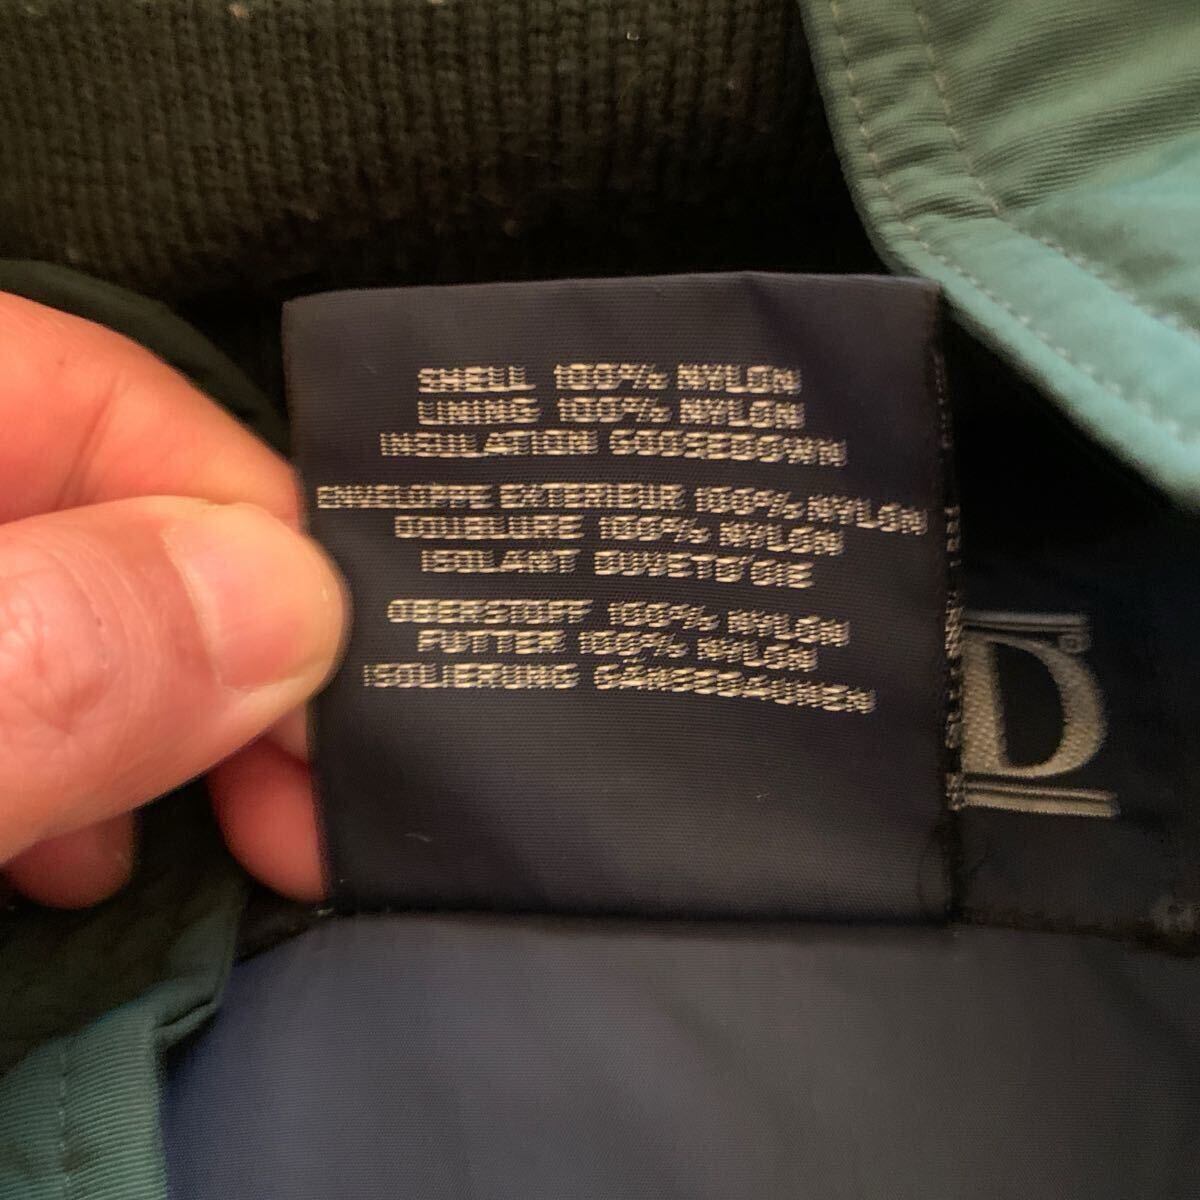 SHELL 100% NYLON
LINING 100% NYLON
INSULATION GOOSEDOWN
ENVELOPPE EXTERIEUR 100% NYLON
DOUBLURE 100% NYLON
ISOLANT DUVETD'OIE
OBERSTOFF 100% NYLON
FUTTER 100% NYLON
ISOLIERUNG GÄNSEDAUNEN
D